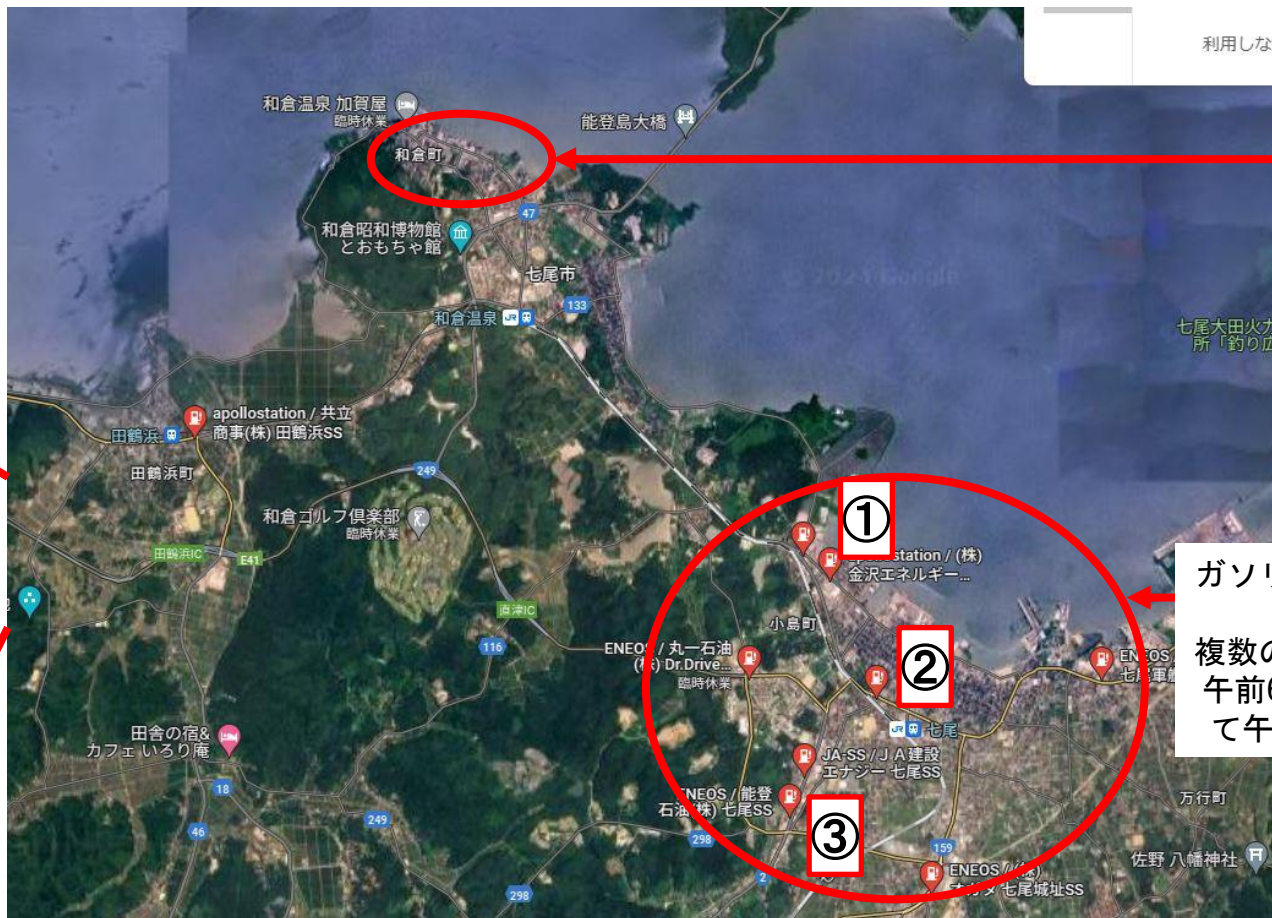 利用しな
和倉温泉 加賀屋
臨時休業
能登島大橋
和倉町
和倉昭和博物館
とおもちゃ館
47
七尾市
133
和倉温泉 JR
七尾大田火力
所「釣り広
apollostation / 共立
商事(株) 田鶴浜SS
田鶴浜
田鶴浜町
249
和倉ゴルフ倶楽部
臨時休業
田鶴浜IC
E41
直津IC
116
①
station / (株)
金沢エネルギー...
小島町
ENEOS / 丸一石油
(株) Dr.Drive...
臨時休業
②
ENEOS /
七尾軍艦
ガソリ
複数の
午前6
て午
JR 七尾
田舎の宿&
カフェ いろり庵
JA-SS / ＪＡ建設
エナジー 七尾SS
ENEOS / 能登
石油(株) 七尾SS
18
46
249
298
③
159
万行町
佐野 八幡神社
2
ENEOS / (株)
七尾城址SS
298